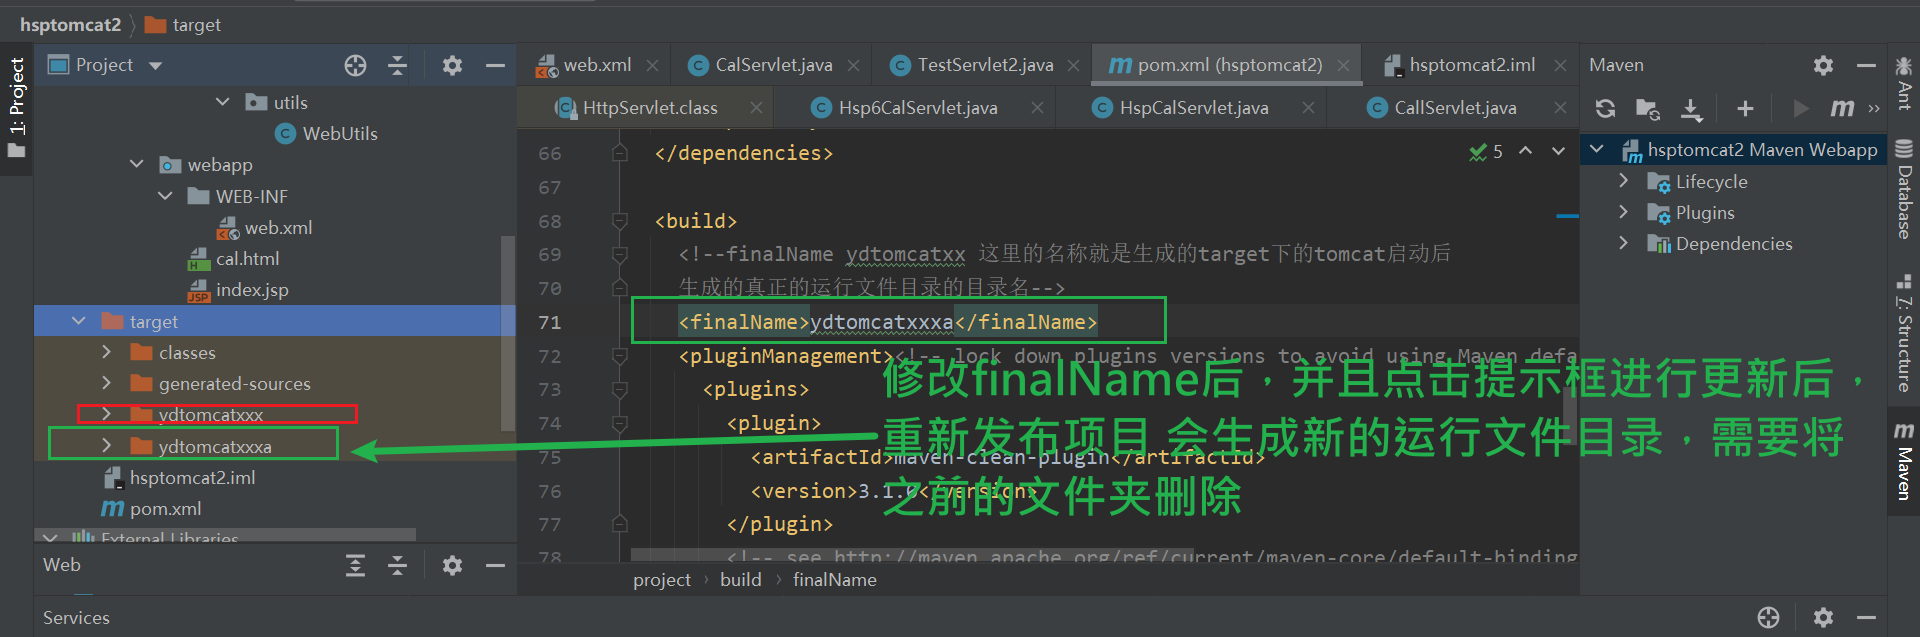 hsptomcat2 target
1: Project
Project
utils
WebUtils
webapp
WEB-INF
web.xml
cal.html
index.jsp
target
classes
generated-sources
ydtomcatxxx
ydtomcatxxxa
hsptomcat2.iml
pom.xml
External Libraries
Web
Services
web.xml CalServlet.java TestServlet2.java pom.xml (hsptomcat2) hsptomcat2.iml
HttpServlet.class Hsp6CalServlet.java HspCalServlet.java CallServlet.java
66 </dependencies>
5
67
68 <build>
69 <!--finalName ydtomcatxx 这里的名称就是生成的target下的tomcat启动后
70 生成的真正的运行文件目录的目录名-->
71 <finalName>ydtomcatxxxa</finalName>
72 <pluginManagement><!-- lock down plugins versions to avoid using Maven defa
73 <plugins>
74 <plugin>
75 <artifactId>maven-clean-plugin</artifactId>
76 <version>3.1.0</version>
77 </plugin>
78 <!-- see http://maven.apache.org/ref/current/maven-core/default-binding
修改finalName后，并且点击提示框进行更新后，
重新发布项目 会生成新的运行文件目录，需要将
之前的文件夹删除
project › build › finalName
Maven
hsptomcat2 Maven Webapp
Lifecycle
Plugins
Dependencies
Ant
Database
7: Structure
Maven